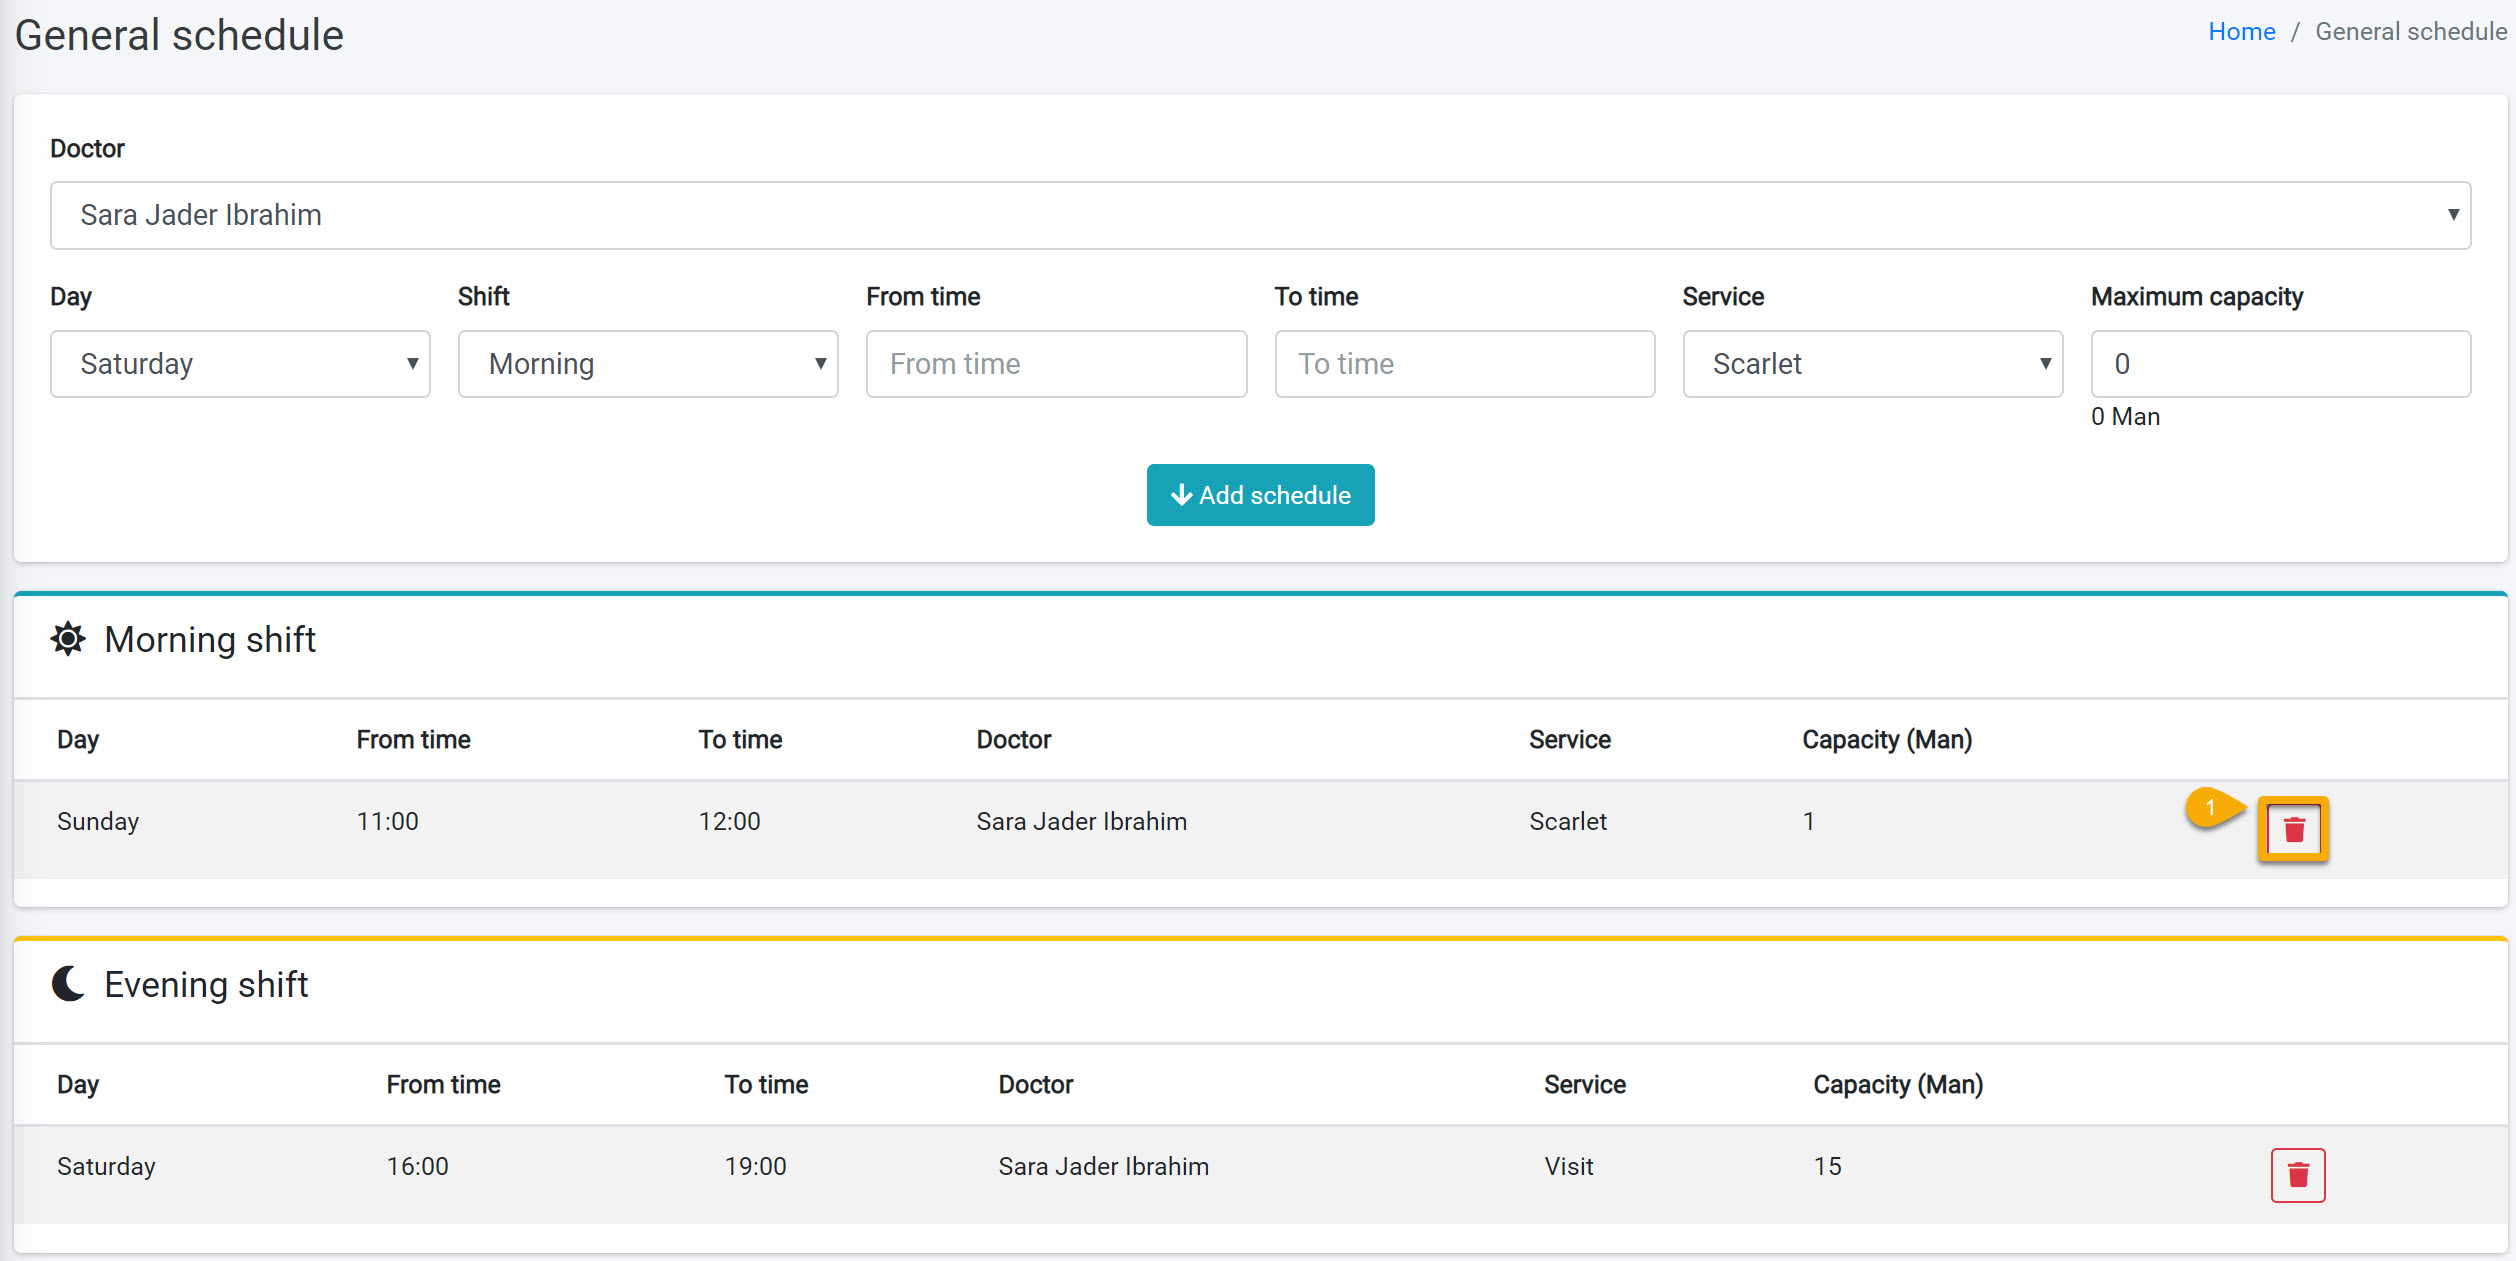 General schedule
Home / General schedule
Doctor
Sara Jader Ibrahim
Day Shift From time To time Service Maximum capacity
Saturday Morning From time To time Scarlet 0
0 Man
Add schedule
Morning shift
Day From time To time Doctor Service Capacity (Man)
Sunday 11:00 12:00 Sara Jader Ibrahim Scarlet 1
1
Evening shift
Day From time To time Doctor Service Capacity (Man)
Saturday 16:00 19:00 Sara Jader Ibrahim Visit 15